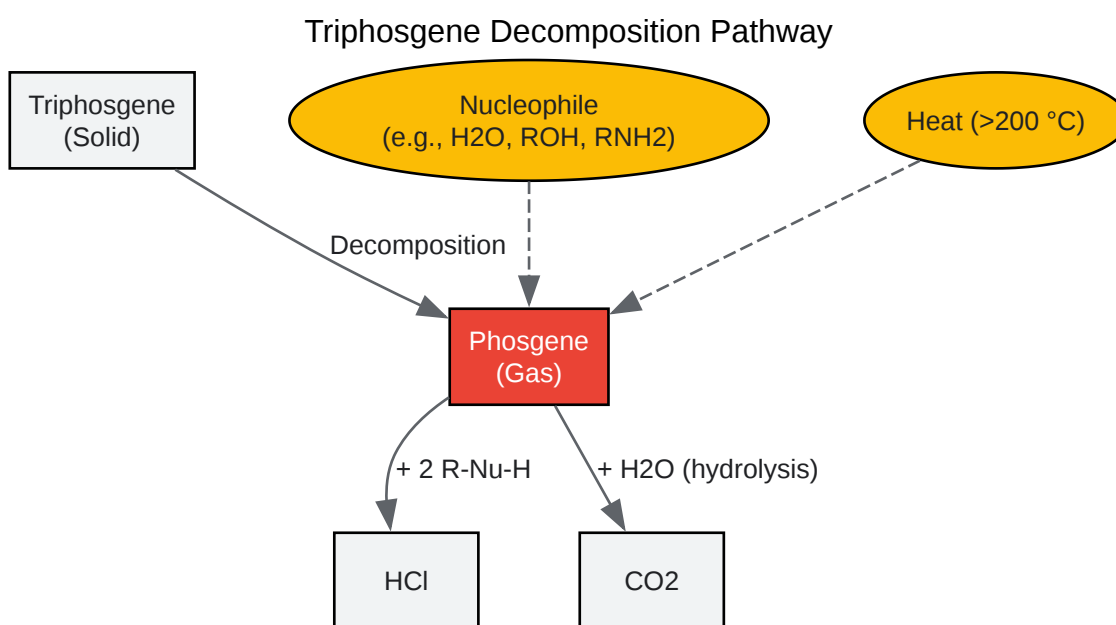 Triphosgene Decomposition Pathway
Triphosgene
(Solid)
Nucleophile
(e.g., H2O, ROH, RNH2)
Heat (>200 °C)
Decomposition
Phosgene
(Gas)
+ 2 R-Nu-H
+ H2O (hydrolysis)
HCl
CO2